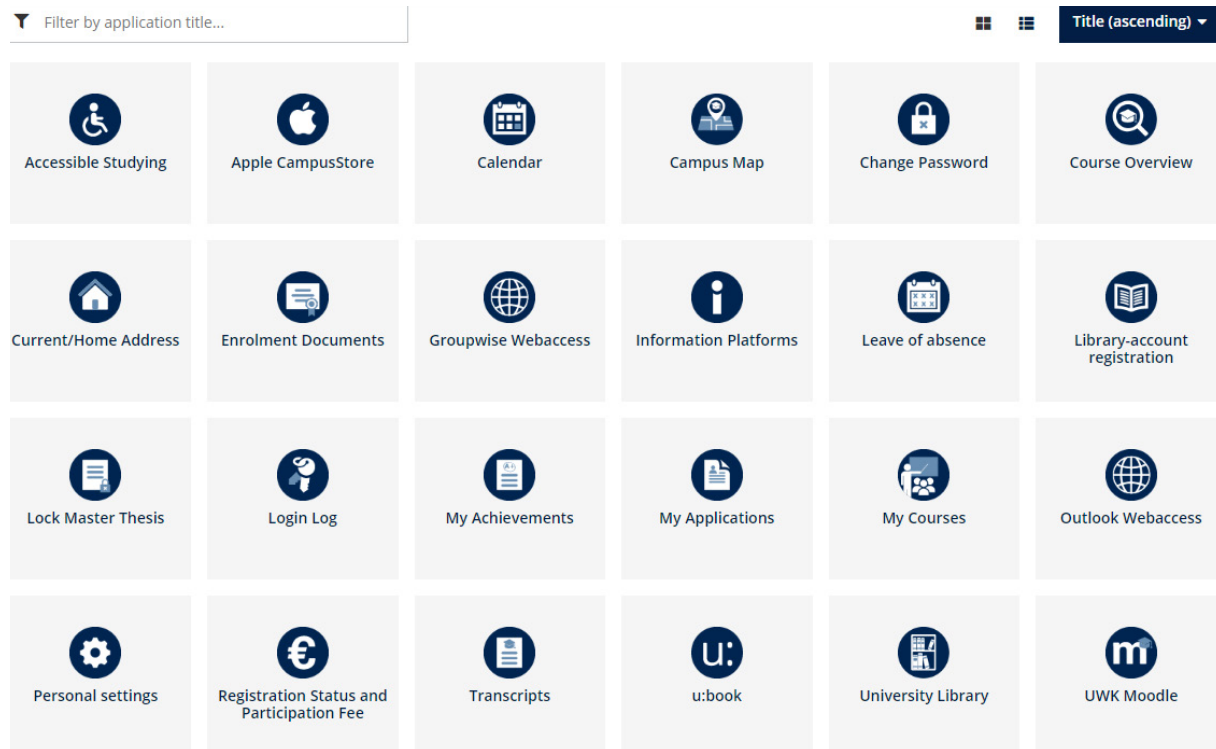 Filter by application title...
Title (ascending)
Accessible Studying
Apple CampusStore
Calendar
Campus Map
Change Password
Course Overview
Current/Home Address
Enrolment Documents
Groupwise Webaccess
Information Platforms
Leave of absence
Library-account
registration
Lock Master Thesis
Login Log
My Achievements
My Applications
My Courses
Outlook Webaccess
Personal settings
Registration Status and
Participation Fee
Transcripts
u:
u:book
University Library
m
UWK Moodle